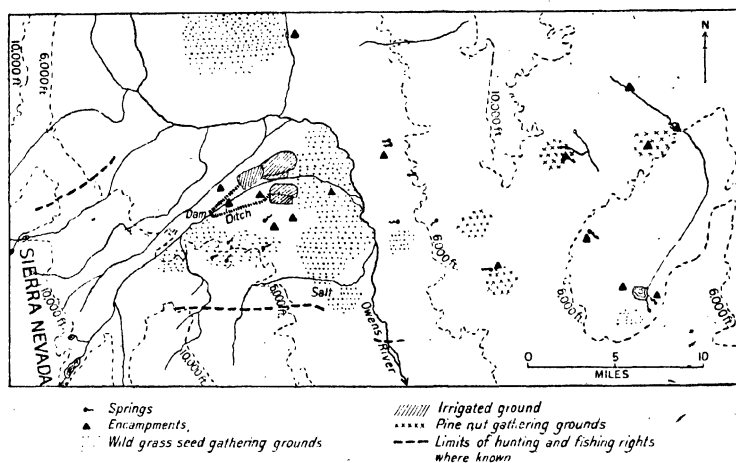 N
10,000 ft
6,000 ft
10,000 ft
Dam
Ditch
6,000 ft
SIERRA NEVADA
10,000 ft
6,000 ft
Salt
Owens River
6,000 ft
6,000 ft
10,000 ft
0 5 10
MILES
Springs
Encampments
Wild grass seed gathering grounds
Irrigated ground
Pine nut gathering grounds
Limits of hunting and fishing rights
where known